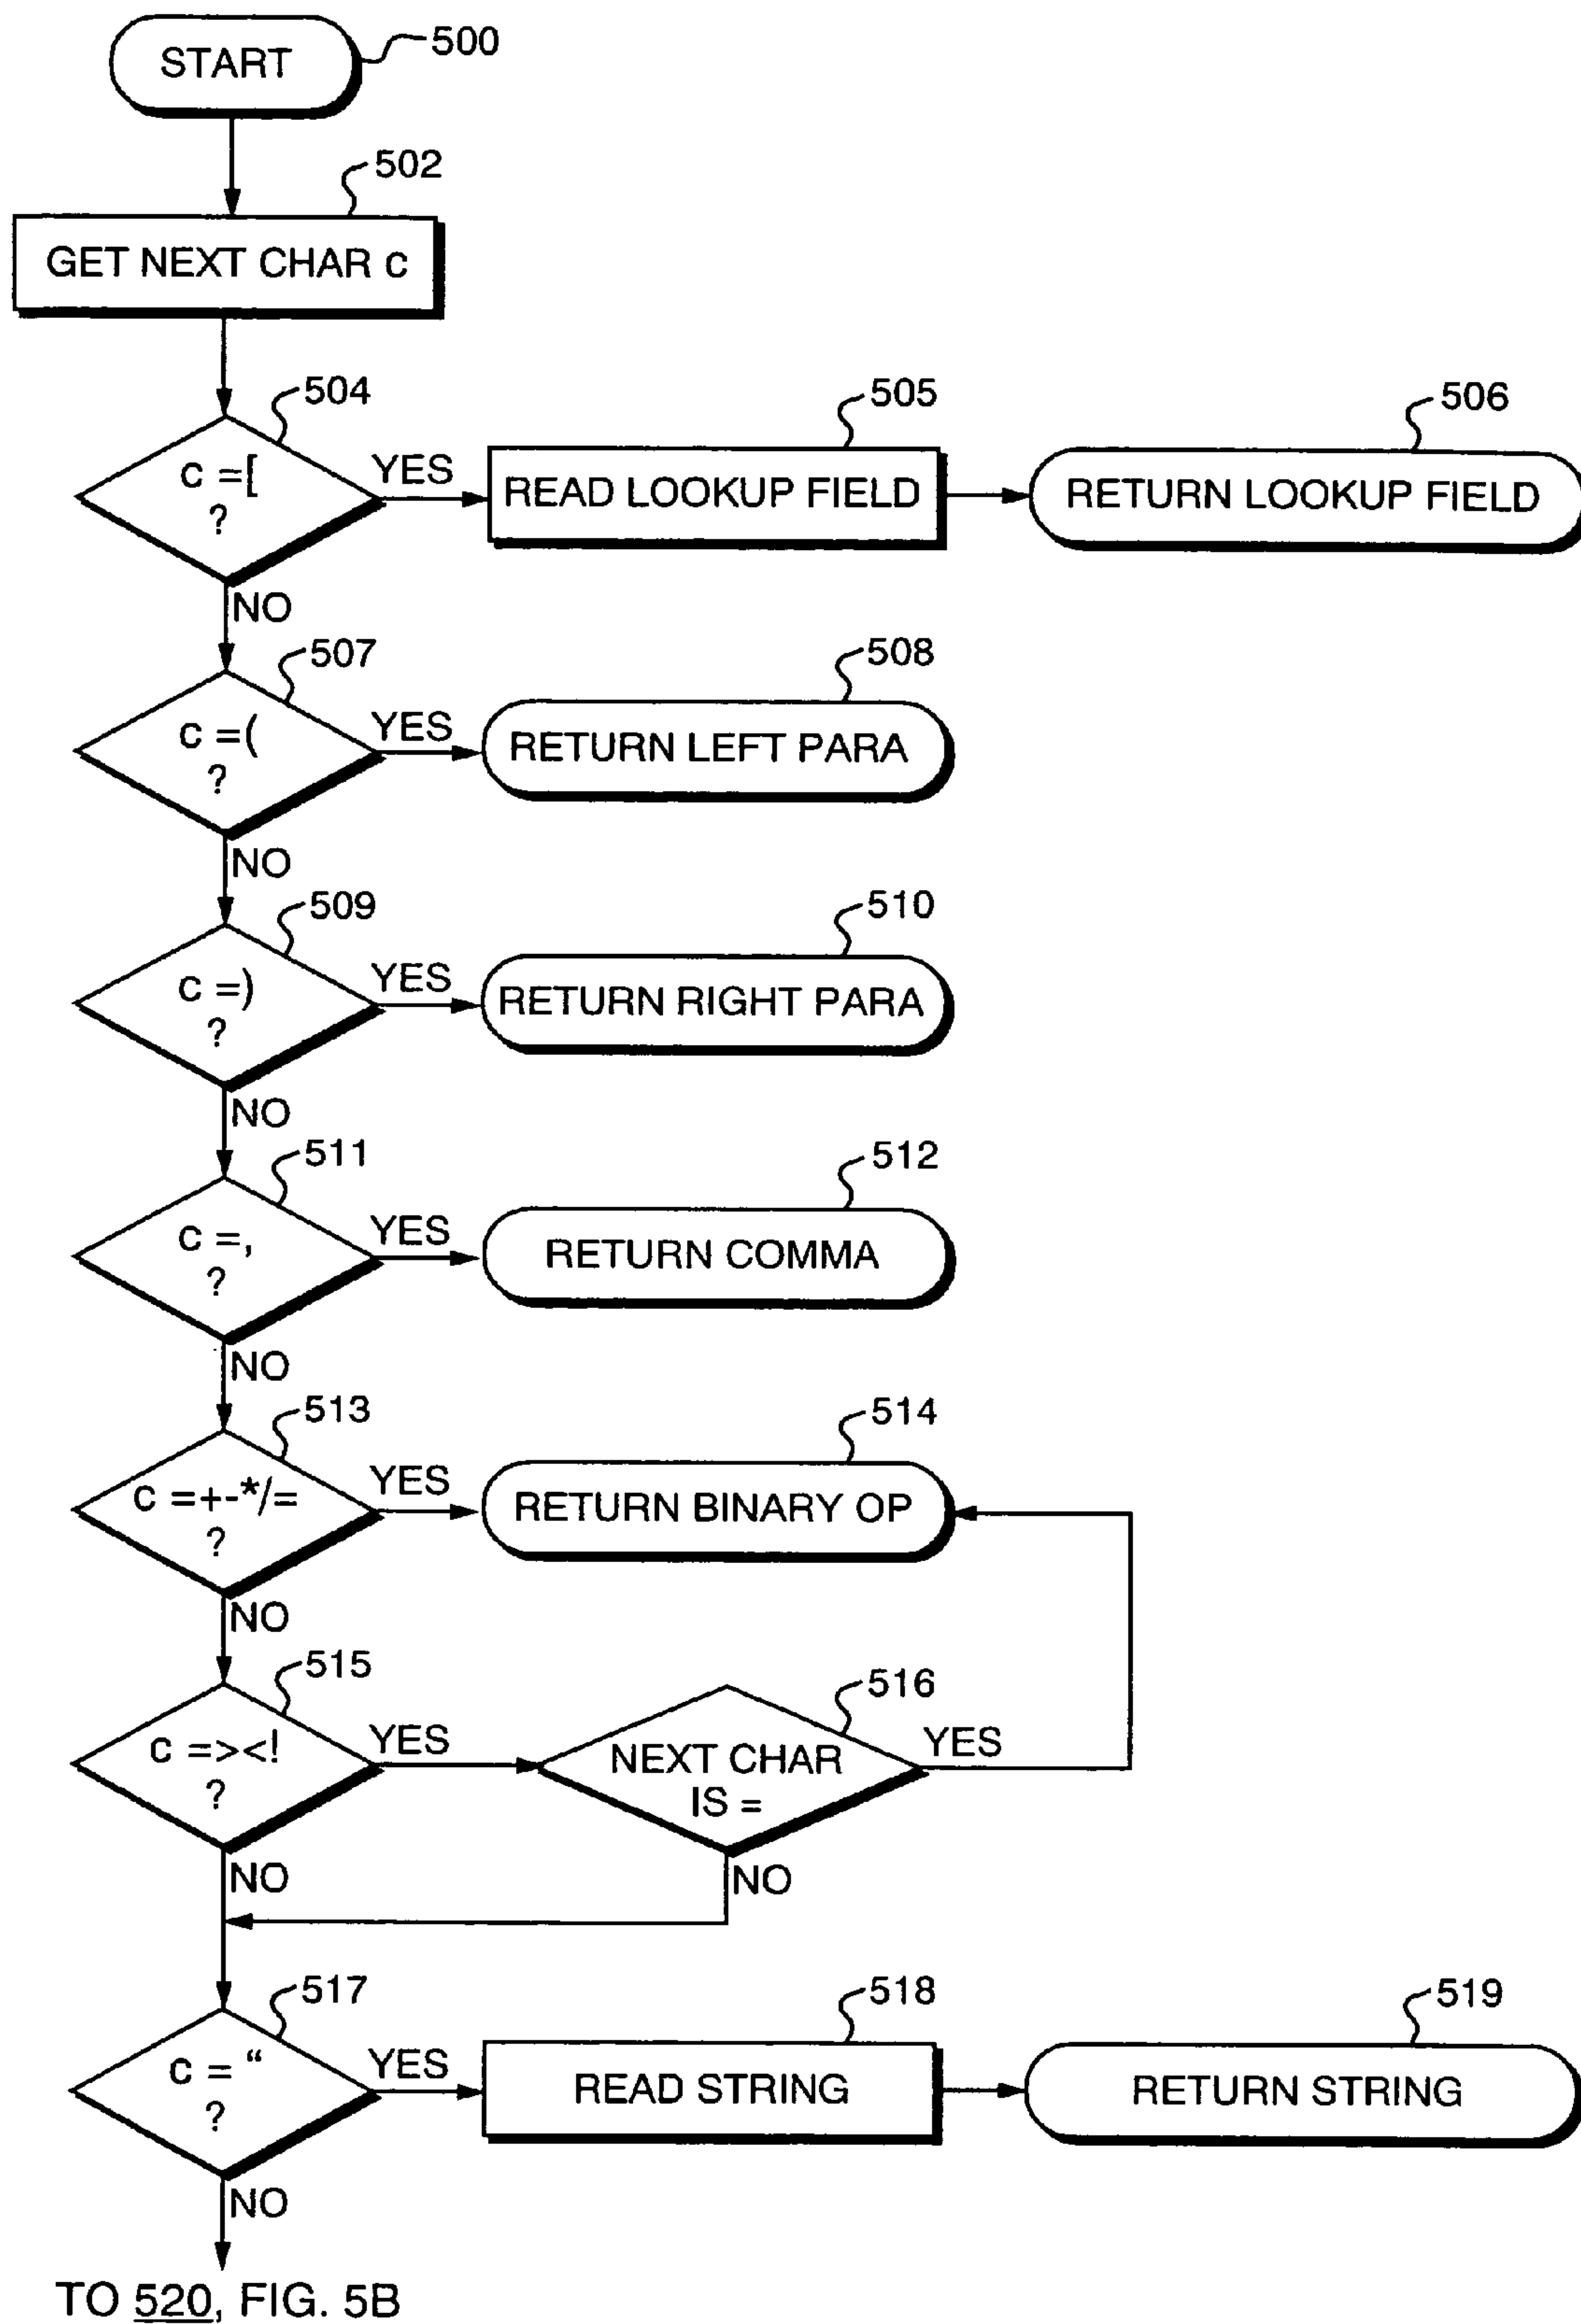 START
500
502
GET NEXT CHAR c
504
c =[
?
YES
505
READ LOOKUP FIELD
506
RETURN LOOKUP FIELD
NO
507
c =(
?
YES
508
RETURN LEFT PARA
NO
509
c =)
?
YES
510
RETURN RIGHT PARA
NO
511
c =,
?
YES
512
RETURN COMMA
NO
513
c =+-*/=
?
YES
514
RETURN BINARY OP
NO
515
c =><!
?
YES
516
NEXT CHAR
IS =
YES
NO
NO
517
c = “
?
YES
518
READ STRING
519
RETURN STRING
NO
TO 520, FIG. 5B